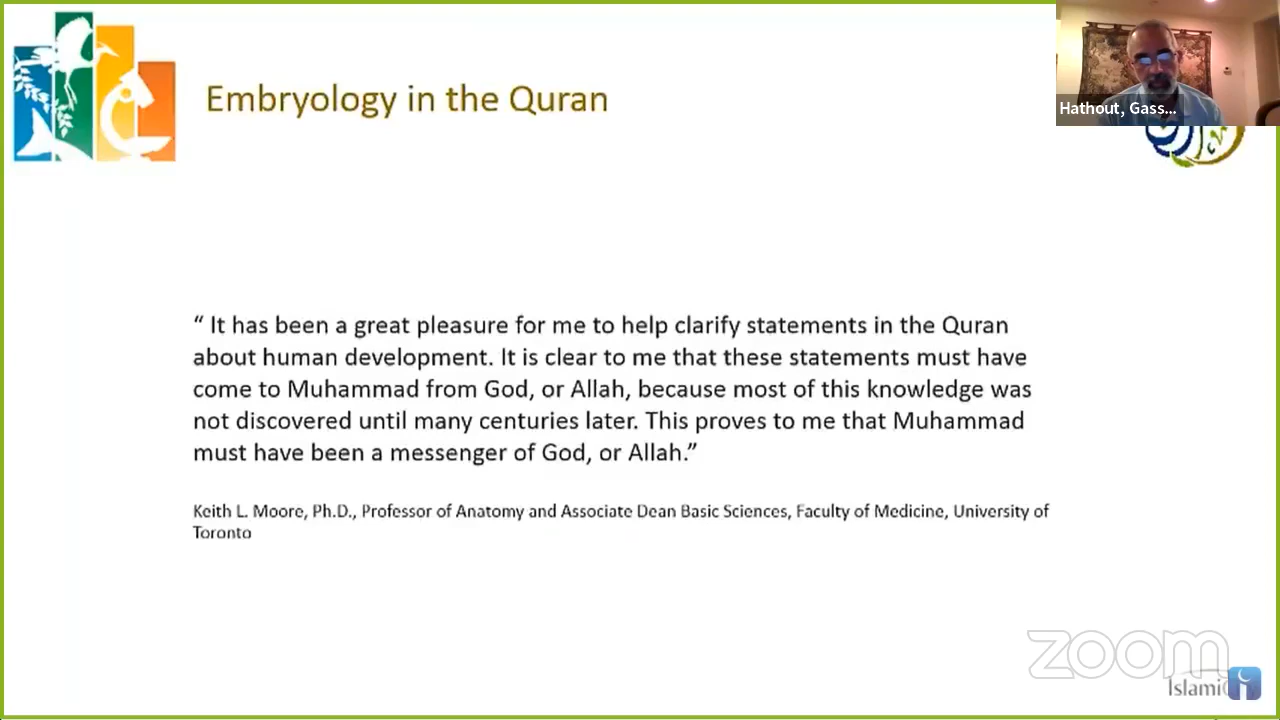 Embryology in the Quran
Hathout, Gass...
“ It has been a great pleasure for me to help clarify statements in the Quran
about human development. It is clear to me that these statements must have
come to Muhammad from God, or Allah, because most of this knowledge was
not discovered until many centuries later. This proves to me that Muhammad
must have been a messenger of God, or Allah.”
Keith L. Moore, Ph.D., Professor of Anatomy and Associate Dean Basic Sciences, Faculty of Medicine, University of
Toronto
zoom